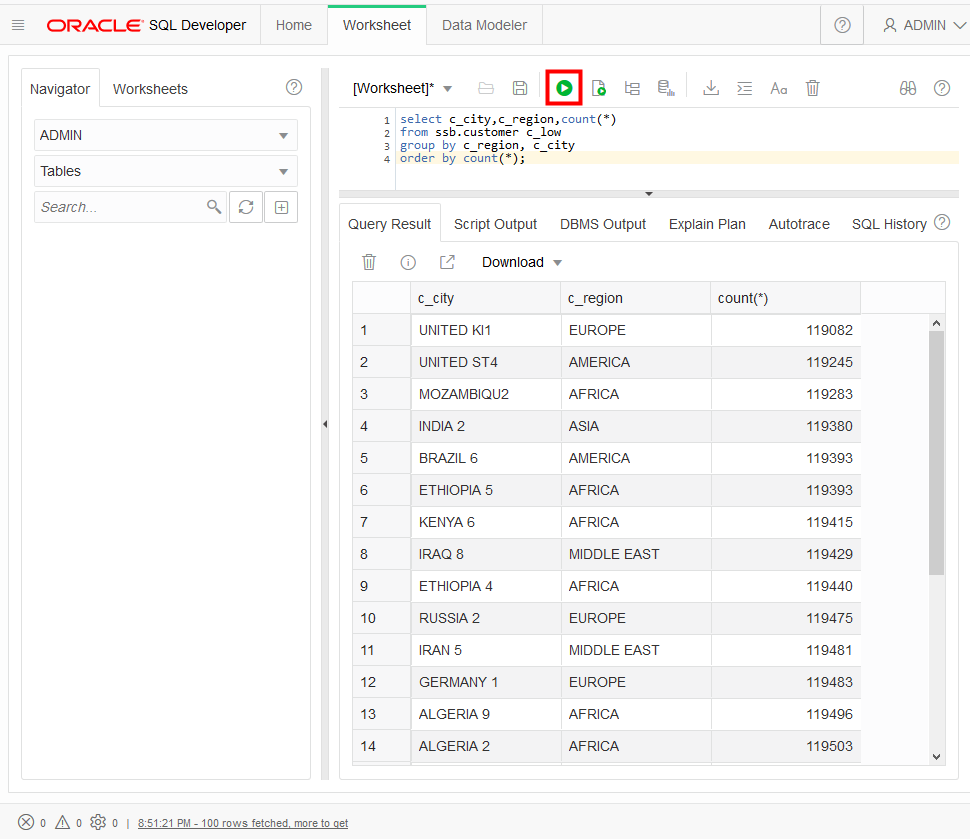 ORACLE SQL Developer Home Worksheet Data Modeler ? ADMIN
Navigator Worksheets ?
ADMIN
Tables
Search...
[Worksheet]* Aa ?
1 select c_city,c_region,count(*)
2 from ssb.customer c_low
3 group by c_region, c_city
4 order by count(*);
Query Result Script Output DBMS Output Explain Plan Autotrace SQL History ?
Download
c_city c_region count(*)
1 UNITED KI1 EUROPE 119082
2 UNITED ST4 AMERICA 119245
3 MOZAMBIQU2 AFRICA 119283
4 INDIA 2 ASIA 119380
5 BRAZIL 6 AMERICA 119393
6 ETHIOPIA 5 AFRICA 119393
7 KENYA 6 AFRICA 119415
8 IRAQ 8 MIDDLE EAST 119429
9 ETHIOPIA 4 AFRICA 119440
10 RUSSIA 2 EUROPE 119475
11 IRAN 5 MIDDLE EAST 119481
12 GERMANY 1 EUROPE 119483
13 ALGERIA 9 AFRICA 119496
14 ALGERIA 2 AFRICA 119503
0 0 0 | 8:51:21 PM - 100 rows fetched, more to get